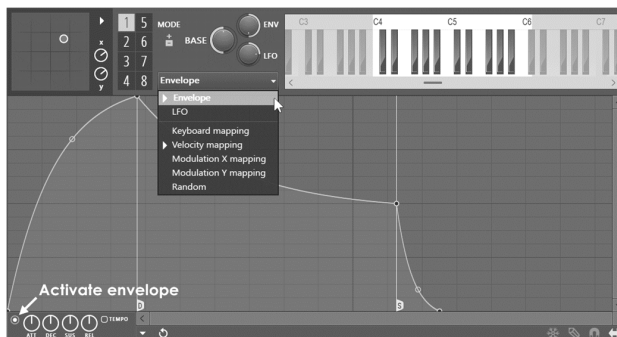 1 5 MODE ENV
2 6 BASE
3 7 LFO
4 8 Envelope
x
y
C3 C4 C5 C6 C7
Envelope
LFO
Keyboard mapping
Velocity mapping
Modulation X mapping
Modulation Y mapping
Random
Activate envelope
D S
TEMPO
ATT DEC SUS REL